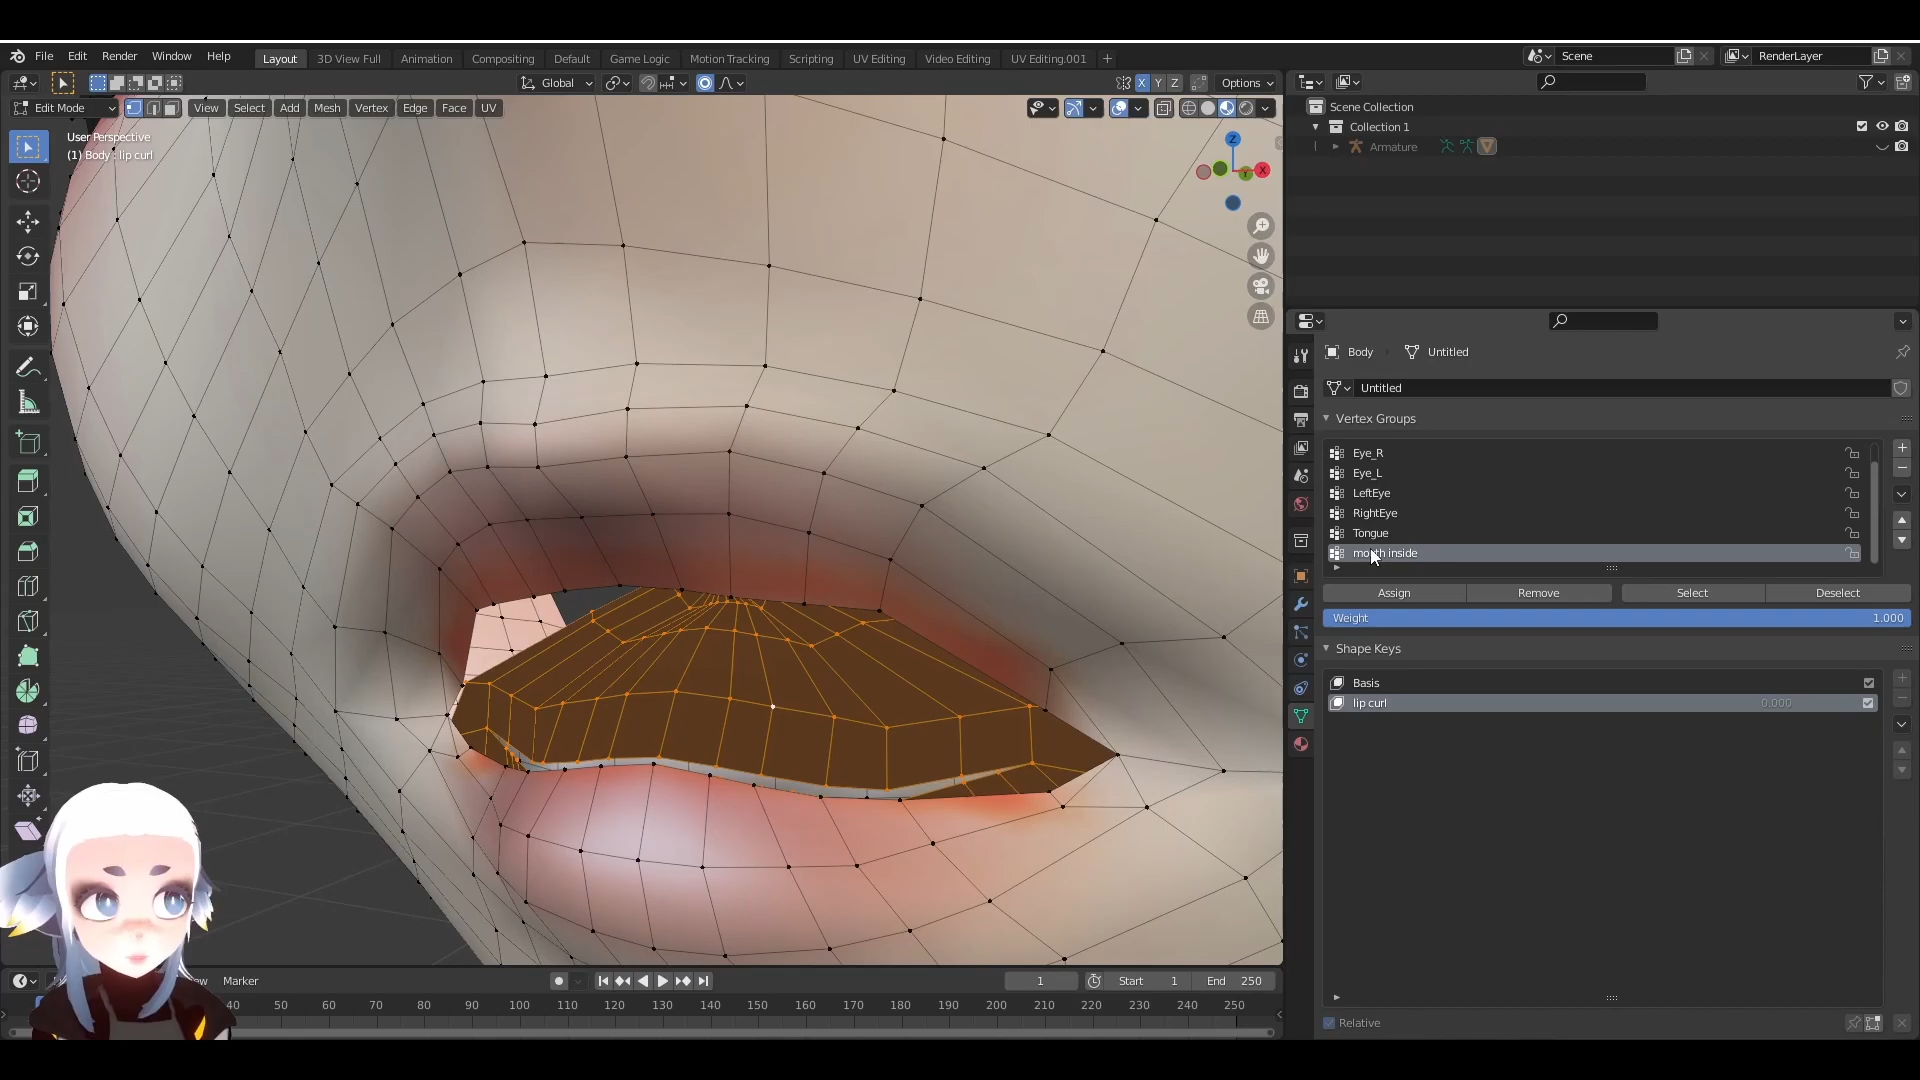 File Edit Render Window Help Layout 3D View Full Animation Compositing Default Game Logic Motion Tracking Scripting UV Editing Video Editing UV Editing.001 + Scene RenderLayer
Global X Y Z Options
Edit Mode View Select Add Mesh Vertex Edge Face UV
Scene Collection
Collection 1
Armature
User Perspective
(1) Body : lip curl
Z
X
Y
Body Untitled
Untitled
Vertex Groups
Eye_R
Eye_L
LeftEye
RightEye
Tongue
inside
Assign Remove Select Deselect
Weight 1.000
Shape Keys
Basis
lip curl 0.000
Relative
Marker 1 Start 1 End 250
40 50 60 70 80 90 100 110 120 130 140 150 160 170 180 190 200 210 220 230 240 250